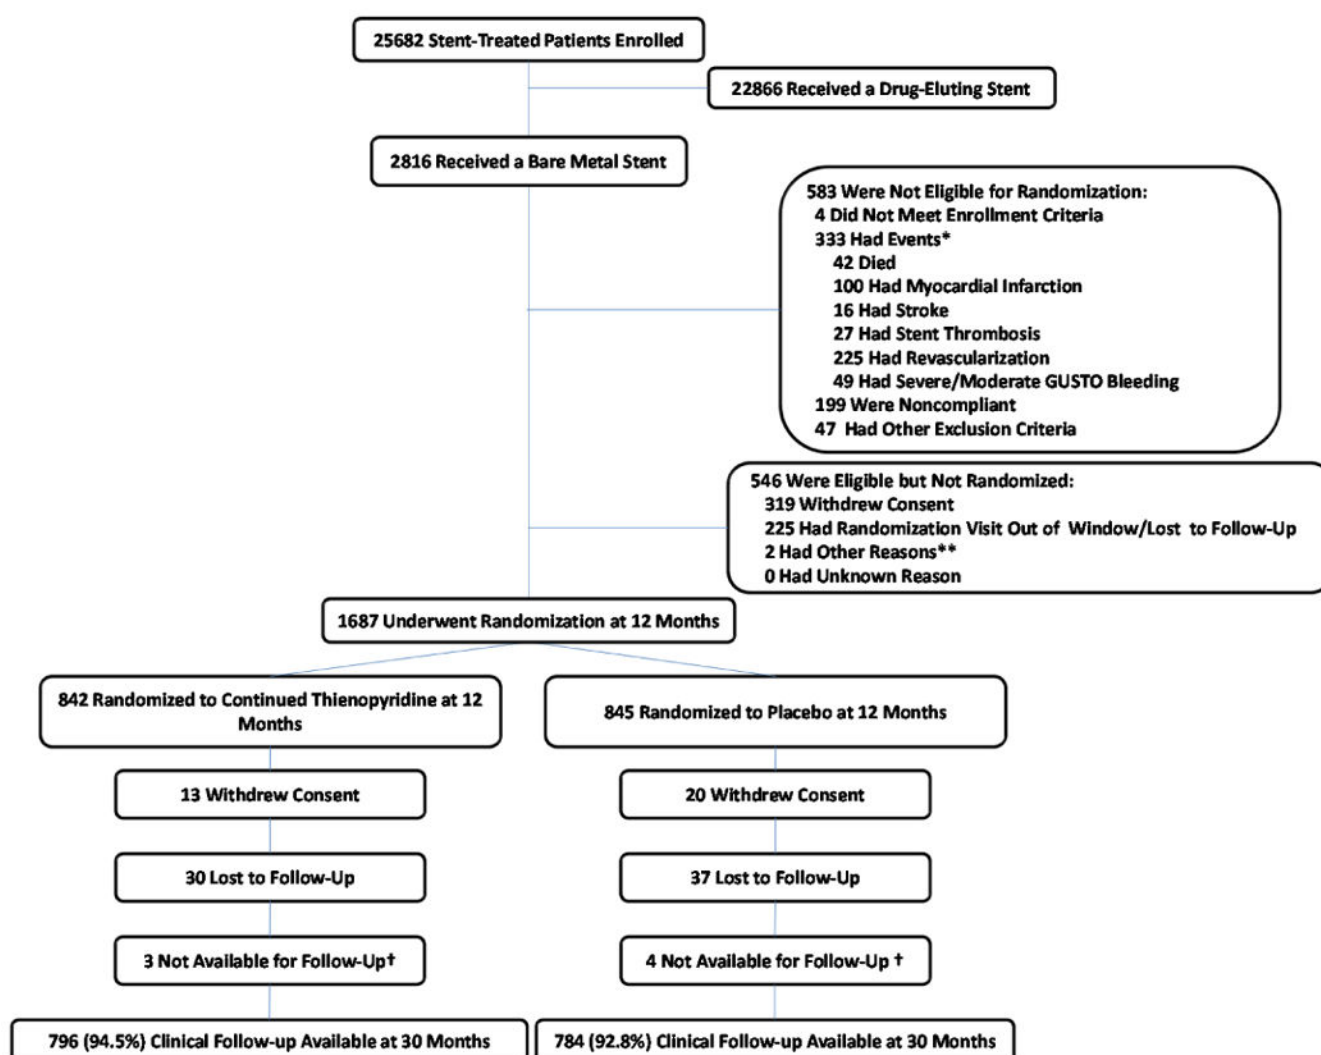 25682 Stent-Treated Patients Enrolled
22866 Received a Drug-Eluting Stent
2816 Received a Bare Metal Stent
583 Were Not Eligible for Randomization:
4 Did Not Meet Enrollment Criteria
333 Had Events*
42 Died
100 Had Myocardial Infarction
16 Had Stroke
27 Had Stent Thrombosis
225 Had Revascularization
49 Had Severe/Moderate GUSTO Bleeding
199 Were Noncompliant
47 Had Other Exclusion Criteria
546 Were Eligible but Not Randomized:
319 Withdrew Consent
225 Had Randomization Visit Out of Window/Lost to Follow-Up
2 Had Other Reasons**
0 Had Unknown Reason
1687 Underwent Randomization at 12 Months
842 Randomized to Continued Thienopyridine at 12
Months
845 Randomized to Placebo at 12 Months
13 Withdrew Consent
20 Withdrew Consent
30 Lost to Follow-Up
37 Lost to Follow-Up
3 Not Available for Follow-Up†
4 Not Available for Follow-Up †
796 (94.5%) Clinical Follow-up Available at 30 Months
784 (92.8%) Clinical Follow-up Available at 30 Months